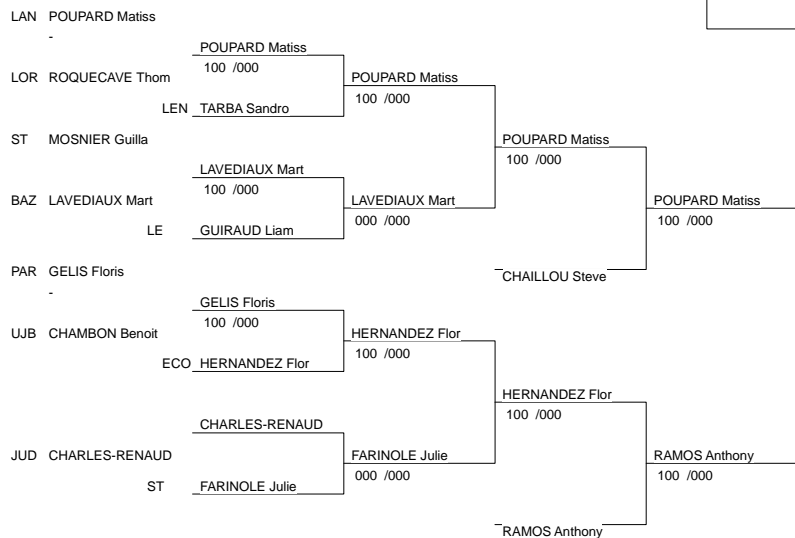 LAN POUPARD Matiss
-
POUPARD Matiss
100 /000
LOR ROQUECAVE Thom
POUPARD Matiss
100 /000
LEN TARBA Sandro
ST MOSNIER Guilla
POUPARD Matiss
100 /000
LAVEDIAUX Mart
100 /000
BAZ LAVEDIAUX Mart
LAVEDIAUX Mart
000 /000
POUPARD Matiss
100 /000
LE GUIRAUD Liam
PAR GELIS Floris
-
CHAILLOU Steve
GELIS Floris
100 /000
UJB CHAMBON Benoit
HERNANDEZ Flor
100 /000
ECO HERNANDEZ Flor
HERNANDEZ Flor
100 /000
CHARLES-RENAUD
JUD CHARLES-RENAUD
FARINOLE Julie
000 /000
RAMOS Anthony
100 /000
ST FARINOLE Julie
RAMOS Anthony